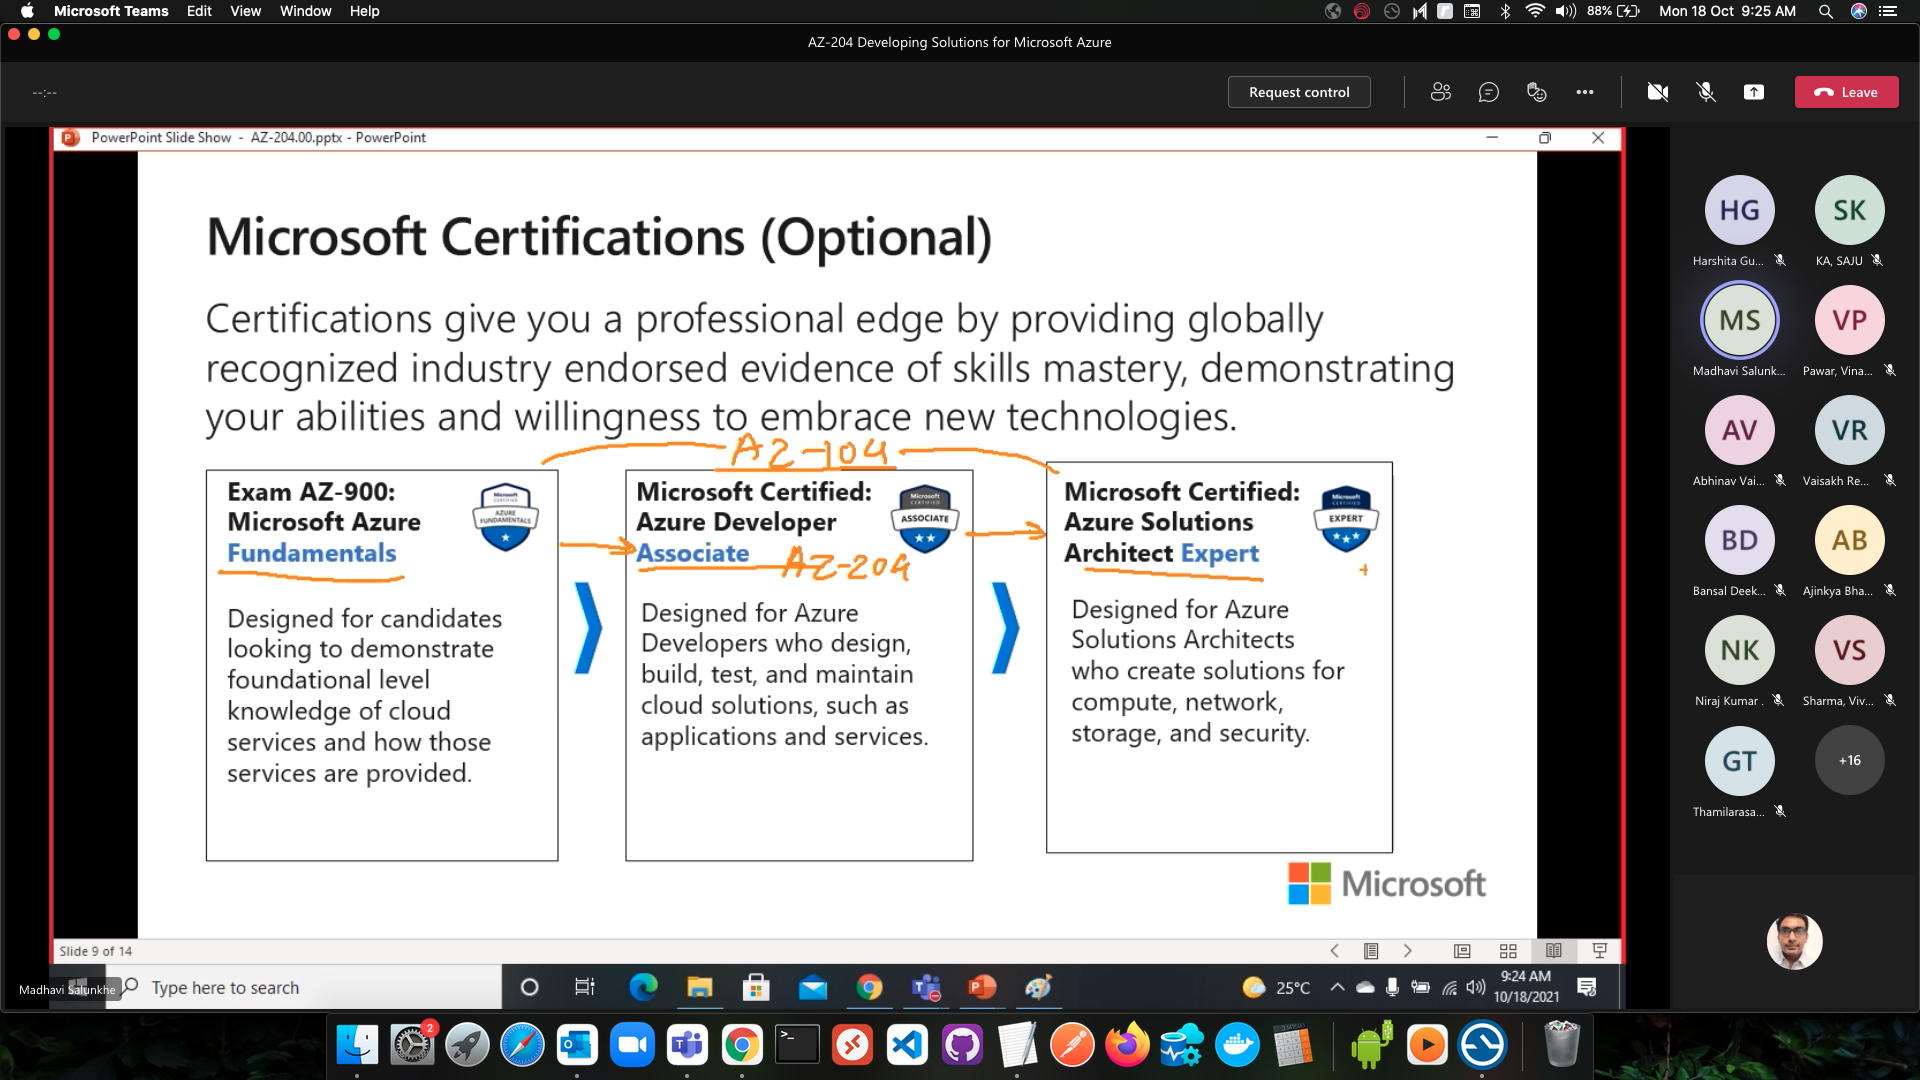 Microsoft Teams Edit View Window Help
88% Mon 18 Oct 9:25 AM
AZ-204 Developing Solutions for Microsoft Azure
--:--
Request control
Leave
PowerPoint Slide Show - AZ-204.00.pptx - PowerPoint
Microsoft Certifications (Optional)
Certifications give you a professional edge by providing globally
recognized industry endorsed evidence of skills mastery, demonstrating
your abilities and willingness to embrace new technologies.
AZ-104
Exam AZ-900:
Microsoft Azure
Fundamentals
Microsoft
CERTIFIED
AZURE
FUNDAMENTALS
Designed for candidates
looking to demonstrate
foundational level
knowledge of cloud
services and how those
services are provided.
Microsoft Certified:
Azure Developer
Associate
AZ-204
Microsoft
CERTIFIED
ASSOCIATE
Designed for Azure
Developers who design,
build, test, and maintain
cloud solutions, such as
applications and services.
Microsoft Certified:
Azure Solutions
Architect Expert
Microsoft
CERTIFIED
EXPERT
Designed for Azure
Solutions Architects
who create solutions for
compute, network,
storage, and security.
Microsoft
Slide 9 of 14
Madhavi Salunkhe
Type here to search
25°C
9:24 AM
10/18/2021
HG
Harshita Gu...
SK
KA, SAJU
MS
Madhavi Salunk...
VP
Pawar, Vina...
AV
Abhinav Vai...
VR
Vaisakh Re...
BD
Bansal Deek...
AB
Ajinkya Bha...
NK
Niraj Kumar .
VS
Sharma, Viv...
GT
Thamilarasa...
+16
2